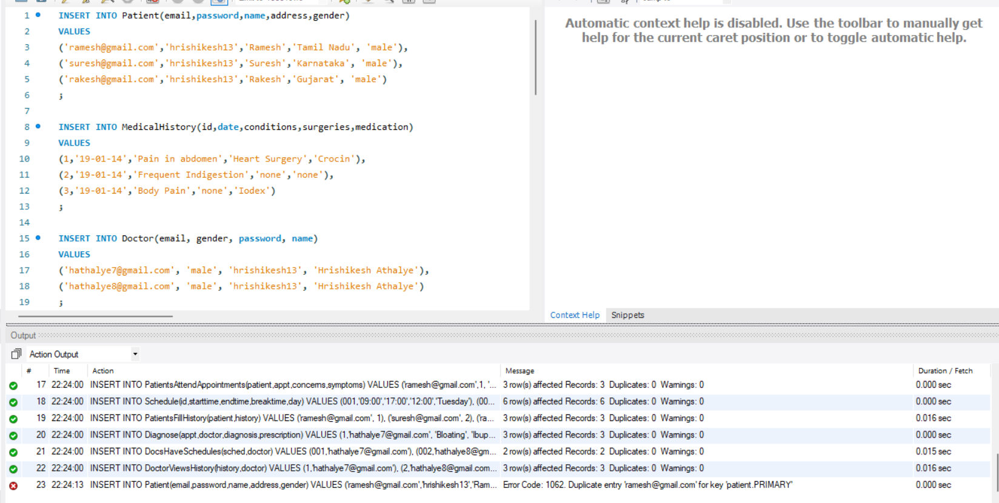 1 INSERT INTO Patient(email,password,name,address,gender)
2 VALUES
3 ('ramesh@gmail.com','hrishikesh13','Ramesh','Tamil Nadu', 'male'),
4 ('suresh@gmail.com','hrishikesh13','Suresh','Karnataka', 'male'),
5 ('rakesh@gmail.com','hrishikesh13','Rakesh','Gujarat', 'male')
6 ;
7
8 INSERT INTO MedicalHistory(id,date,conditions,surgeries,medication)
9 VALUES
10 (1,'19-01-14','Pain in abdomen','Heart Surgery','Crocin'),
11 (2,'19-01-14','Frequent Indigestion','none','none'),
12 (3,'19-01-14','Body Pain','none','Iodex')
13 ;
14
15 INSERT INTO Doctor(email, gender, password, name)
16 VALUES
17 ('hathalye7@gmail.com', 'male', 'hrishikesh13', 'Hrishikesh Athalye'),
18 ('hathalye8@gmail.com', 'male', 'hrishikesh13', 'Hrishikesh Athalye')
19 ;
Automatic context help is disabled. Use the toolbar to manually get
help for the current caret position or to toggle automatic help.
Context Help Snippets
Output
Action Output
# Time Action Message Duration / Fetch
17 22:24:00 INSERT INTO PatientsAttendAppointments(patient,appt,concerns,symptoms) VALUES ('ramesh@gmail.com',1, '... 3 row(s) affected Records: 3 Duplicates: 0 Warnings: 0 0.000 sec
18 22:24:00 INSERT INTO Schedule(id,starttime,endtime,breaktime,day) VALUES (001,'09:00','17:00','12:00','Tuesday'), (00... 6 row(s) affected Records: 6 Duplicates: 0 Warnings: 0 0.000 sec
19 22:24:00 INSERT INTO PatientsFillHistory(patient,history) VALUES ('ramesh@gmail.com', 1), ('suresh@gmail.com', 2), ('ra... 3 row(s) affected Records: 3 Duplicates: 0 Warnings: 0 0.016 sec
20 22:24:00 INSERT INTO Diagnose(appt,doctor,diagnosis,prescription) VALUES (1,'hathalye7@gmail.com', 'Bloating', 'Ibup... 3 row(s) affected Records: 3 Duplicates: 0 Warnings: 0 0.000 sec
21 22:24:00 INSERT INTO DocsHaveSchedules(sched,doctor) VALUES (001,'hathalye7@gmail.com'), (002,'hathalye8@gm... 2 row(s) affected Records: 2 Duplicates: 0 Warnings: 0 0.015 sec
22 22:24:00 INSERT INTO DoctorViewsHistory(history,doctor) VALUES (1,'hathalye7@gmail.com'), (2,'hathalye8@gmail.com... 3 row(s) affected Records: 3 Duplicates: 0 Warnings: 0 0.016 sec
23 22:24:13 INSERT INTO Patient(email,password,name,address,gender) VALUES ('ramesh@gmail.com','hrishikesh13','Ram... Error Code: 1062. Duplicate entry 'ramesh@gmail.com' for key 'patient.PRIMARY' 0.000 sec